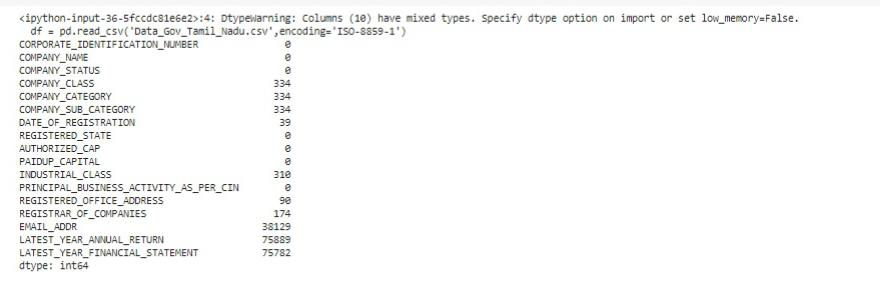 <ipython-input-36-5fccdc81e6e2>:4: DtypeWarning: Columns (10) have mixed types. Specify dtype option on import or set low_memory=False.
df = pd.read_csv('Data_Gov_Tamil_Nadu.csv',encoding='ISO-8859-1')
CORPORATE_IDENTIFICATION_NUMBER 0
COMPANY_NAME 0
COMPANY_STATUS 0
COMPANY_CLASS 334
COMPANY_CATEGORY 334
COMPANY_SUB_CATEGORY 334
DATE_OF_REGISTRATION 39
REGISTERED_STATE 0
AUTHORIZED_CAP 0
PAIDUP_CAPITAL 0
INDUSTRIAL_CLASS 310
PRINCIPAL_BUSINESS_ACTIVITY_AS_PER_CIN 0
REGISTERED_OFFICE_ADDRESS 90
REGISTRAR_OF_COMPANIES 174
EMAIL_ADDR 38129
LATEST_YEAR_ANNUAL_RETURN 75889
LATEST_YEAR_FINANCIAL_STATEMENT 75782
dtype: int64